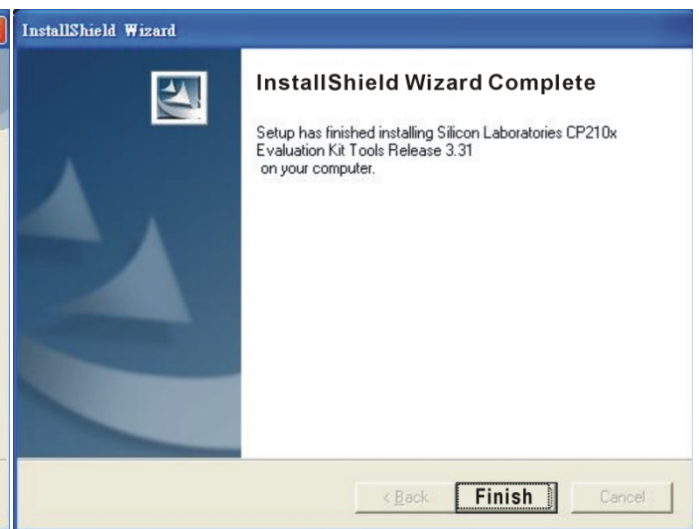 InstallShield Wizard
InstallShield Wizard Complete
Setup has finished installing Silicon Laboratories CP210x
Evaluation Kit Tools Release 3.31
on your computer.
< Back Finish Cancel